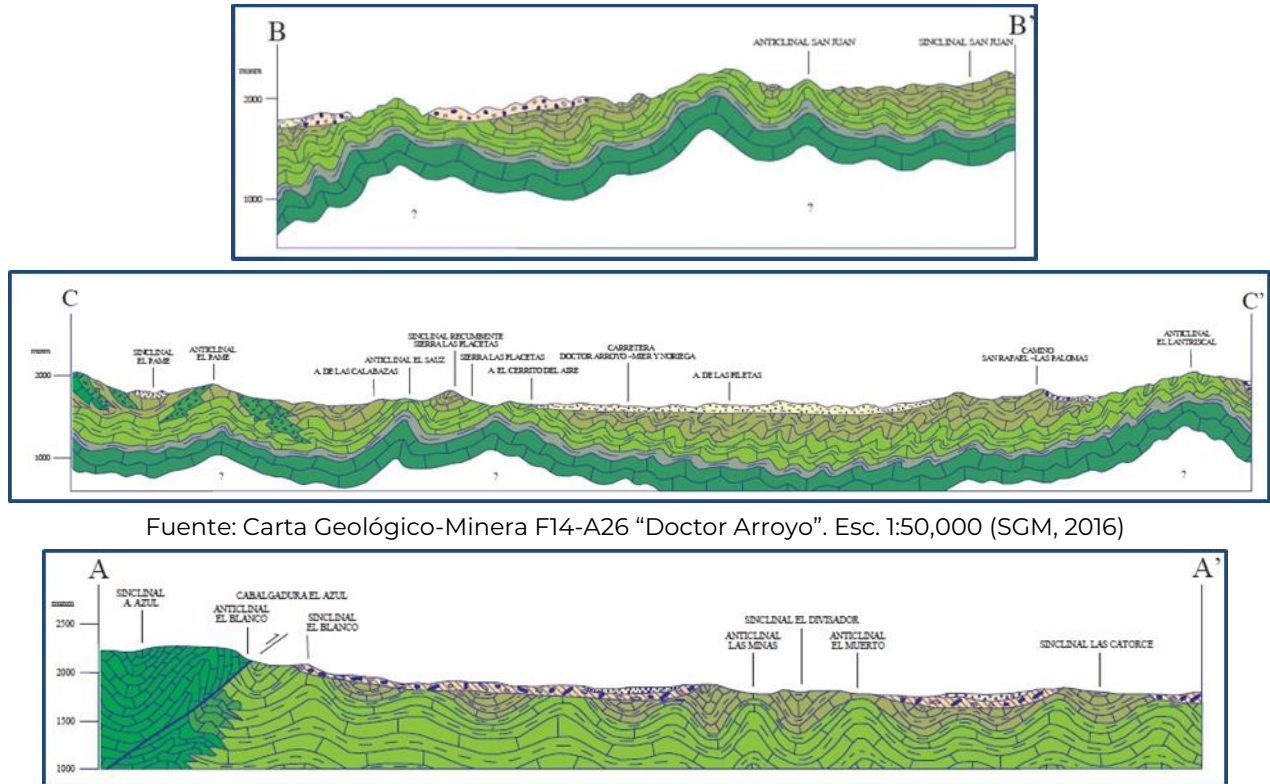 B
B'
ANTICLINAL SAN JUAN
SINCLINAL SAN JUAN
msnm
2000
1000
?
?
C
C'
msnm
SINCLINAL
EL PAME
ANTICLINAL
EL PAME
A. DE LAS CALABAZAS
ANTICLINAL EL SAUZ
SINCLINAL RECUMBENTE
SIERRA LAS PLACETAS
SIERRA LAS PLACETAS
A. EL CERRITO DEL AIRE
CARRETERA
DOCTOR ARROYO -MIER Y NORIEGA
A. DE LAS PILETAS
CAMINO
SAN RAFAEL -LAS PALOMAS
ANTICLINAL
EL LANTRISCAL
2000
1000
?
?
Fuente: Carta Geológico-Minera F14-A26 “Doctor Arroyo”. Esc. 1:50,000 (SGM, 2016)
A
A'
msnm
SINCLINAL
A. AZUL
ANTICLINAL
EL BLANCO
CABALGADURA EL AZUL
SINCLINAL
EL BLANCO
SINCLINAL EL DIVISADOR
ANTICLINAL
LAS MINAS
ANTICLINAL
EL MUERTO
SINCLINAL LAS CATORCE
2500
2000
1500
1000